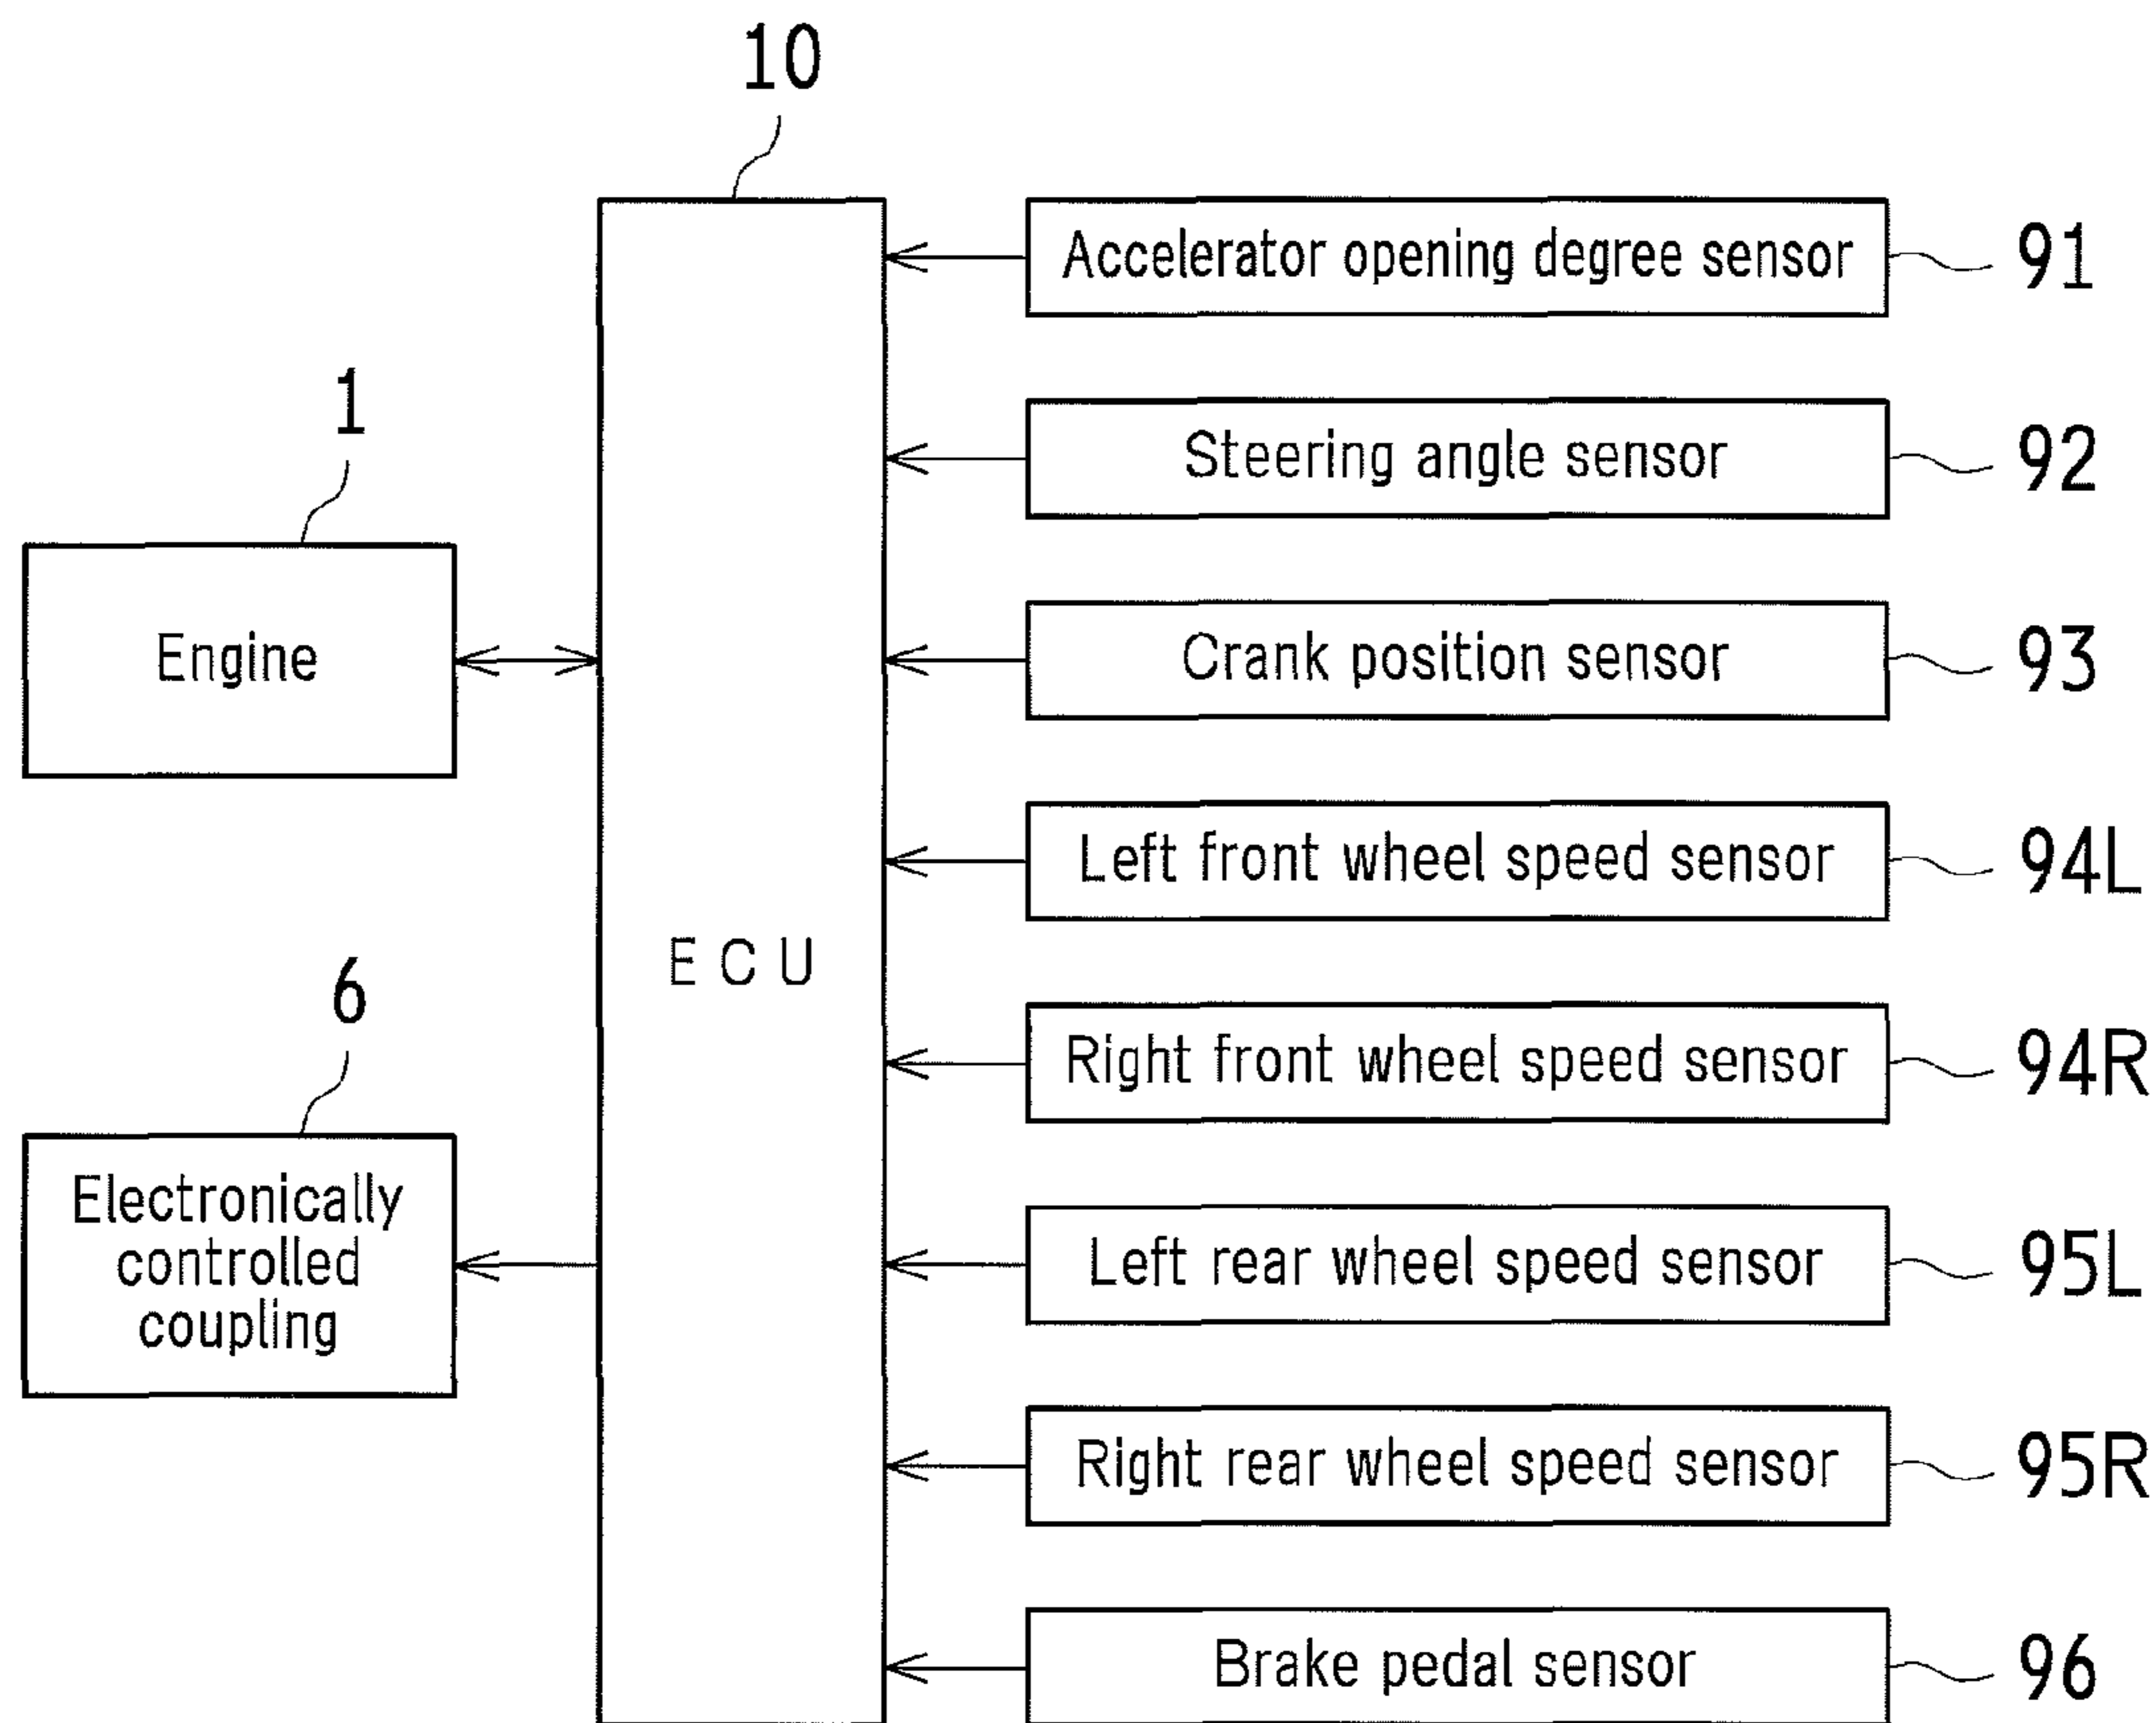 10
Accelerator opening degree sensor
91
Steering angle sensor
92
1
Engine
Crank position sensor
93
Left front wheel speed sensor
94L
ECU
6
Right front wheel speed sensor
94R
Electronically
controlled
coupling
Left rear wheel speed sensor
95L
Right rear wheel speed sensor
95R
Brake pedal sensor
96